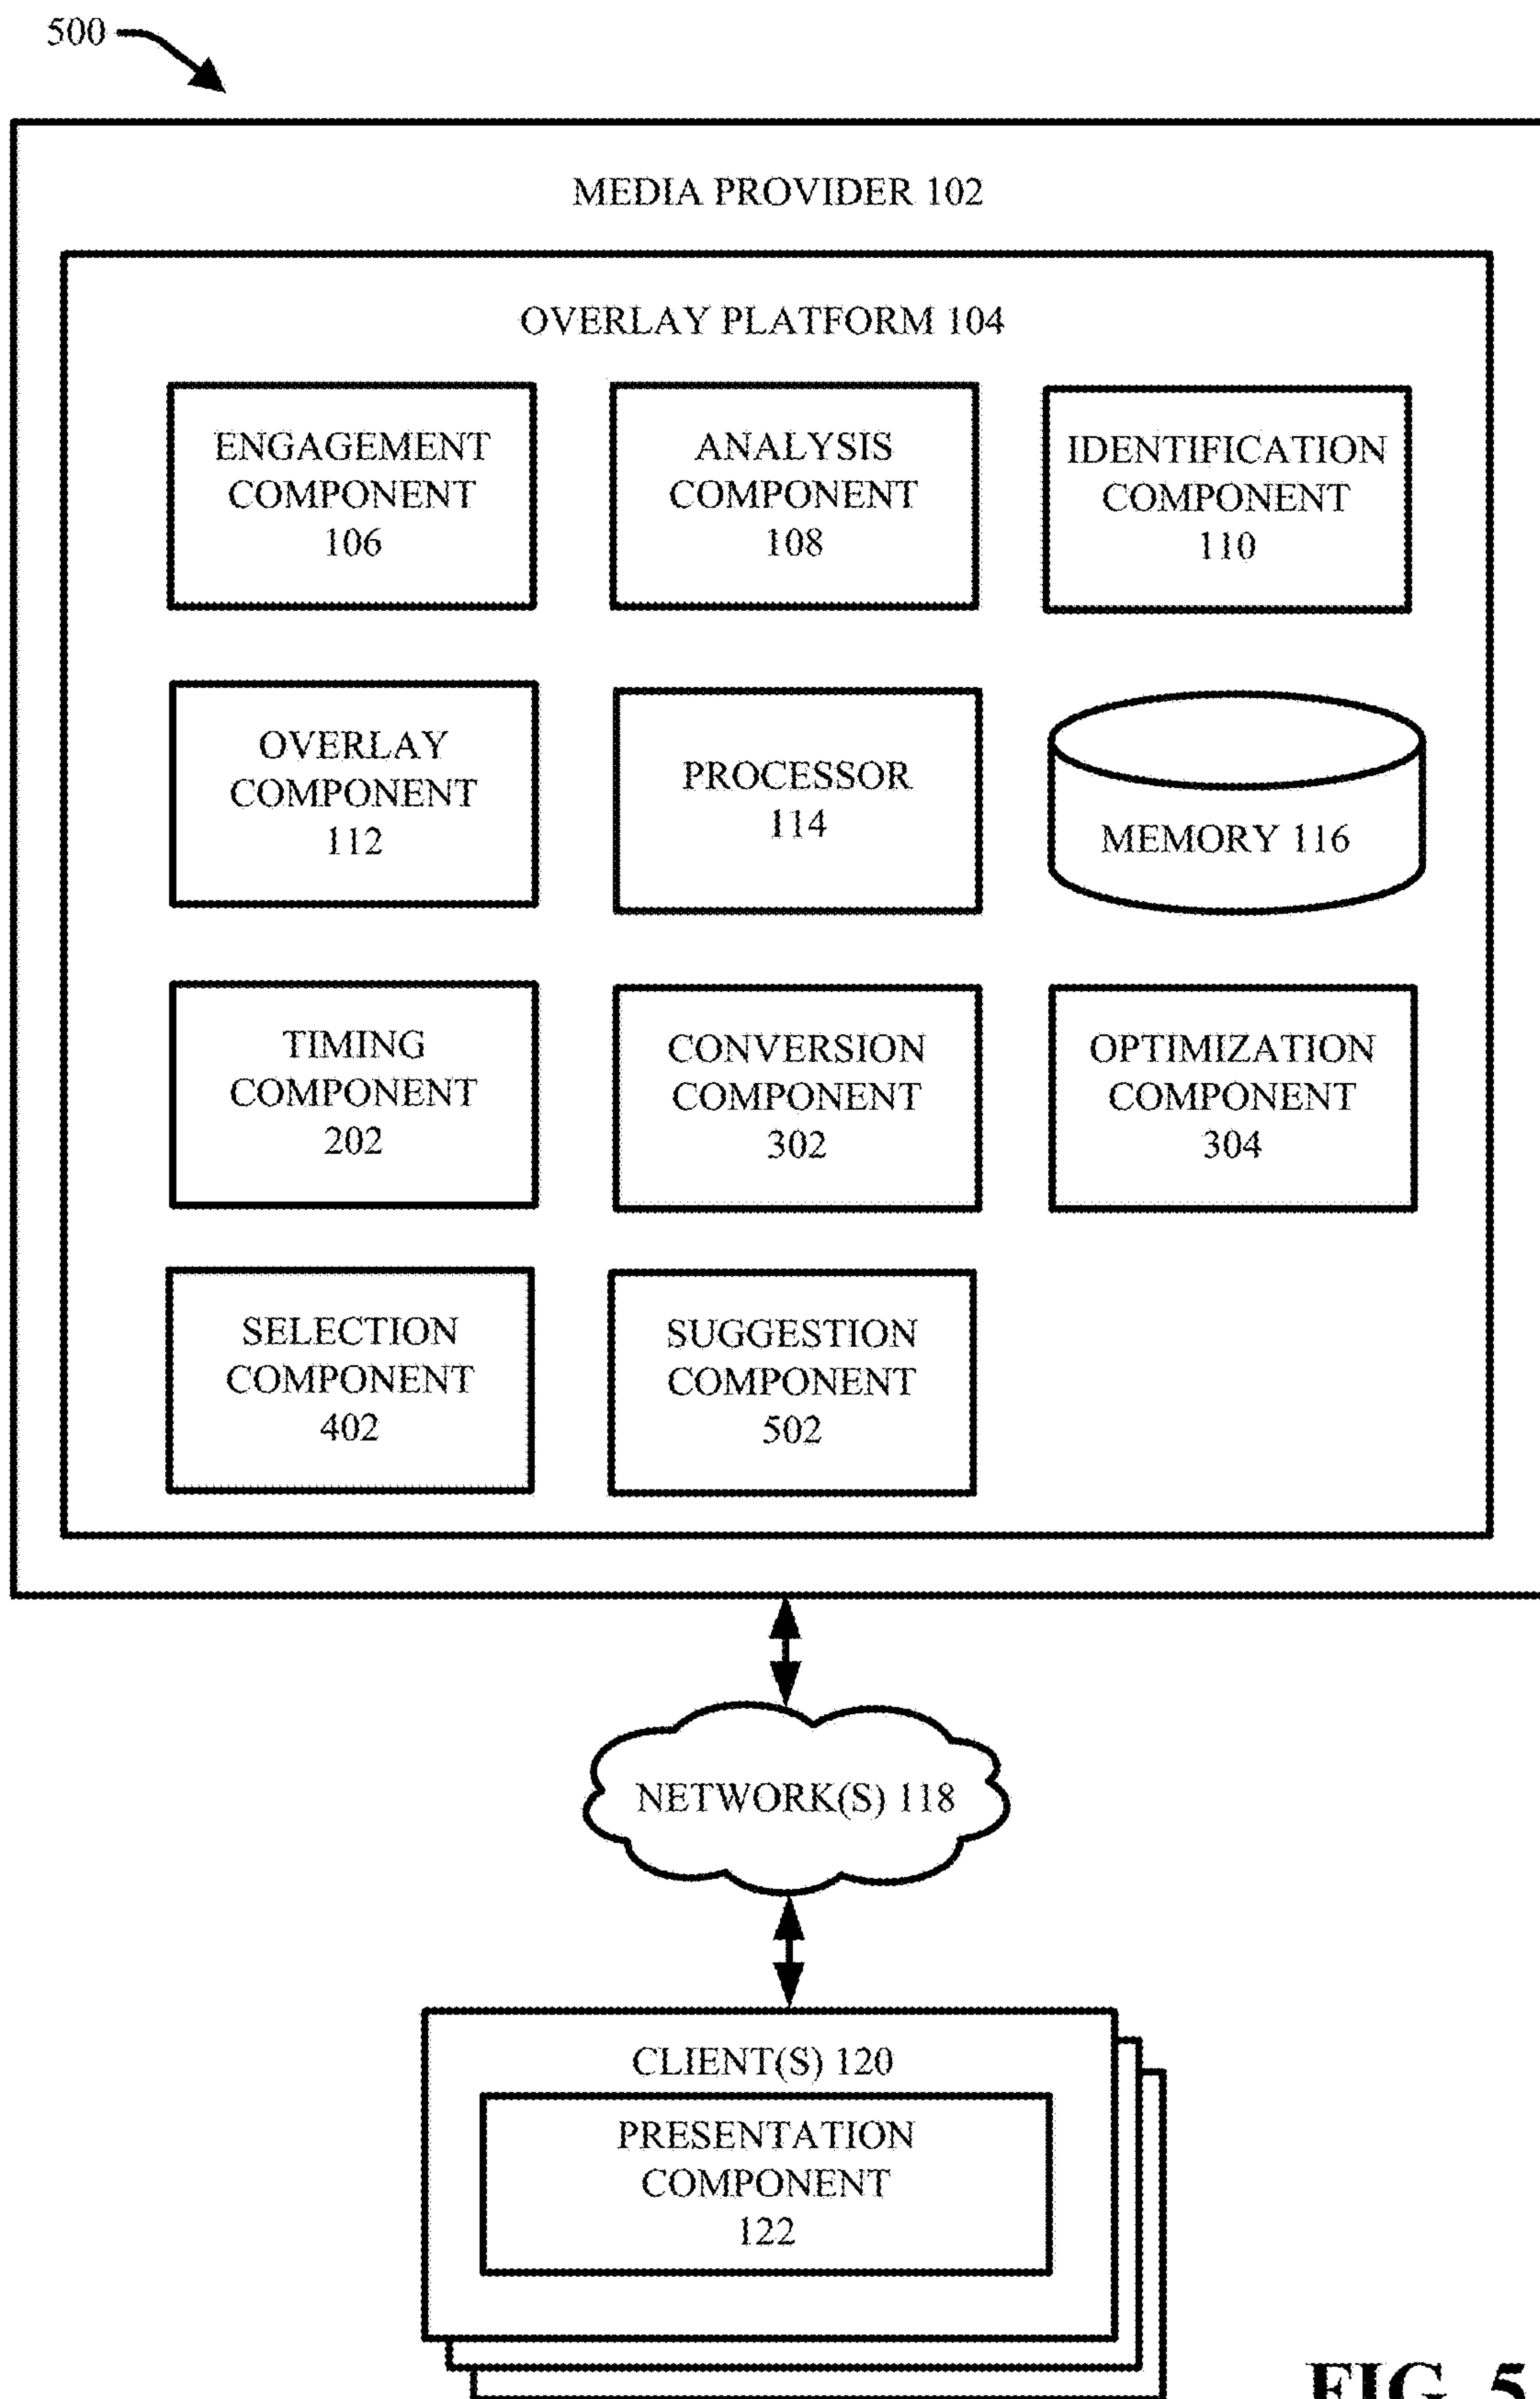 500
MEDIA PROVIDER 102
OVERLAY PLATFORM 104
ENGAGEMENT
COMPONENT
106
ANALYSIS
COMPONENT
108
IDENTIFICATION
COMPONENT
110
OVERLAY
COMPONENT
112
PROCESSOR
114
MEMORY 116
TIMING
COMPONENT
202
CONVERSION
COMPONENT
302
OPTIMIZATION
COMPONENT
304
SELECTION
COMPONENT
402
SUGGESTION
COMPONENT
502
NETWORK(S) 118
CLIENT(S) 120
PRESENTATION
COMPONENT
122
FIG. 5